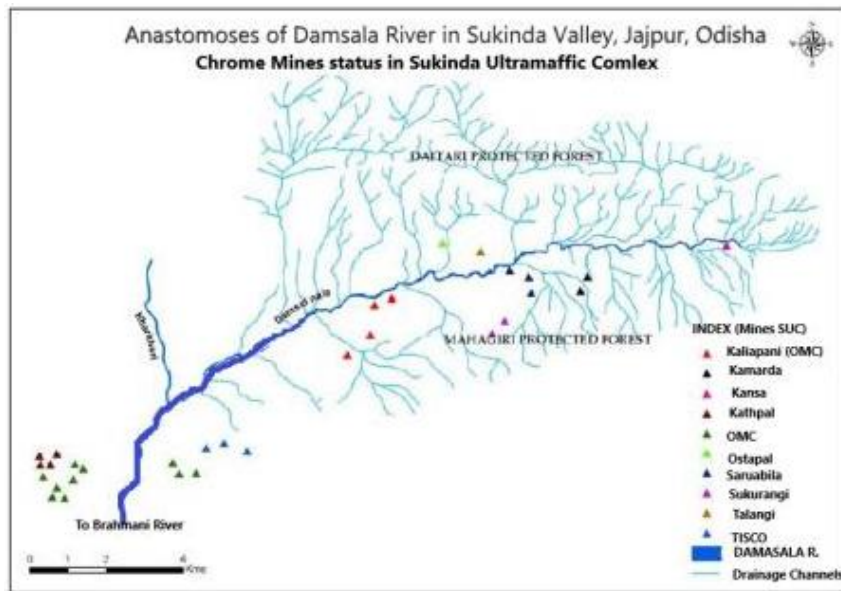 Anastomoses of Damsala River in Sukinda Valley, Jajpur, Odisha
Chrome Mines status in Sukinda Ultramaffic Comlex
DAITARI PROTECTED FOREST
Damsal nala
Kharakhari
MAHAGIRI PROTECTED FOREST
INDEX (Mines SUC)
Kaliapani (OMC)
Kamarda
Kansa
Kathpal
OMC
Ostapal
Saruabila
Sukurangi
Talangi
TISCO
DAMASALA R.
Drainage Channels
To Brahmani River
0 1 2 4
Kms